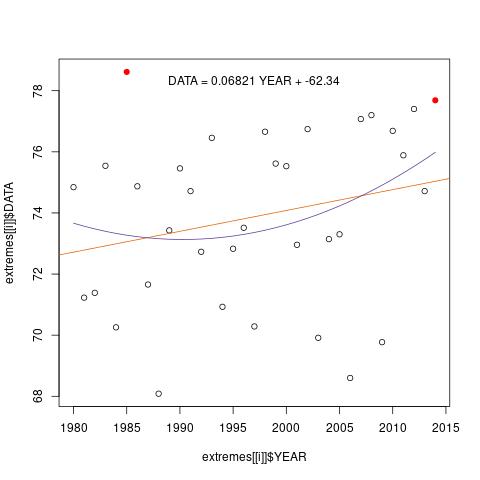 DATA = 0.06821 YEAR + -62.34
78
76
74
72
70
68
extremes[[i]]$DATA
1980 1985 1990 1995 2000 2005 2010 2015
extremes[[i]]$YEAR